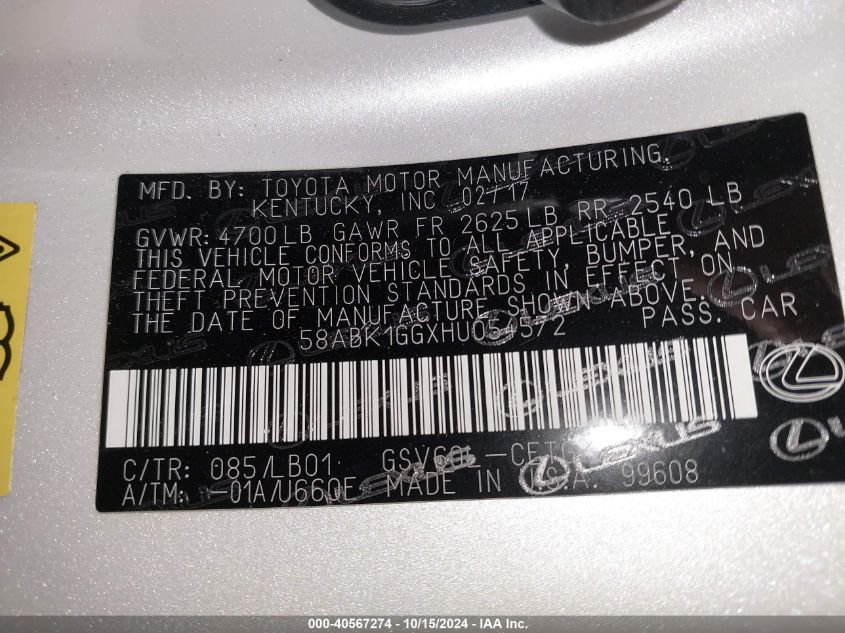 MFD. BY: TOYOTA MOTOR MANUFACTURING,
KENTUCKY, INC 02/17
GVWR: 4700LB GAWR FR 2625LB RR 2540 LB
THIS VEHICLE CONFORMS TO ALL APPLICABLE
FEDERAL MOTOR VEHICLE SAFETY, BUMPER, AND
THEFT PREVENTION STANDARDS IN EFFECT ON
THE DATE OF MANUFACTURE SHOWN ABOVE.
58ABK1GGXHU054572 PASS. CAR
C/TR: 085/LB01
A/TM: -01A/U660E MADE IN U.S.A. 99608
LEXUS
000-40567274 - 10/15/2024 - IAA Inc.